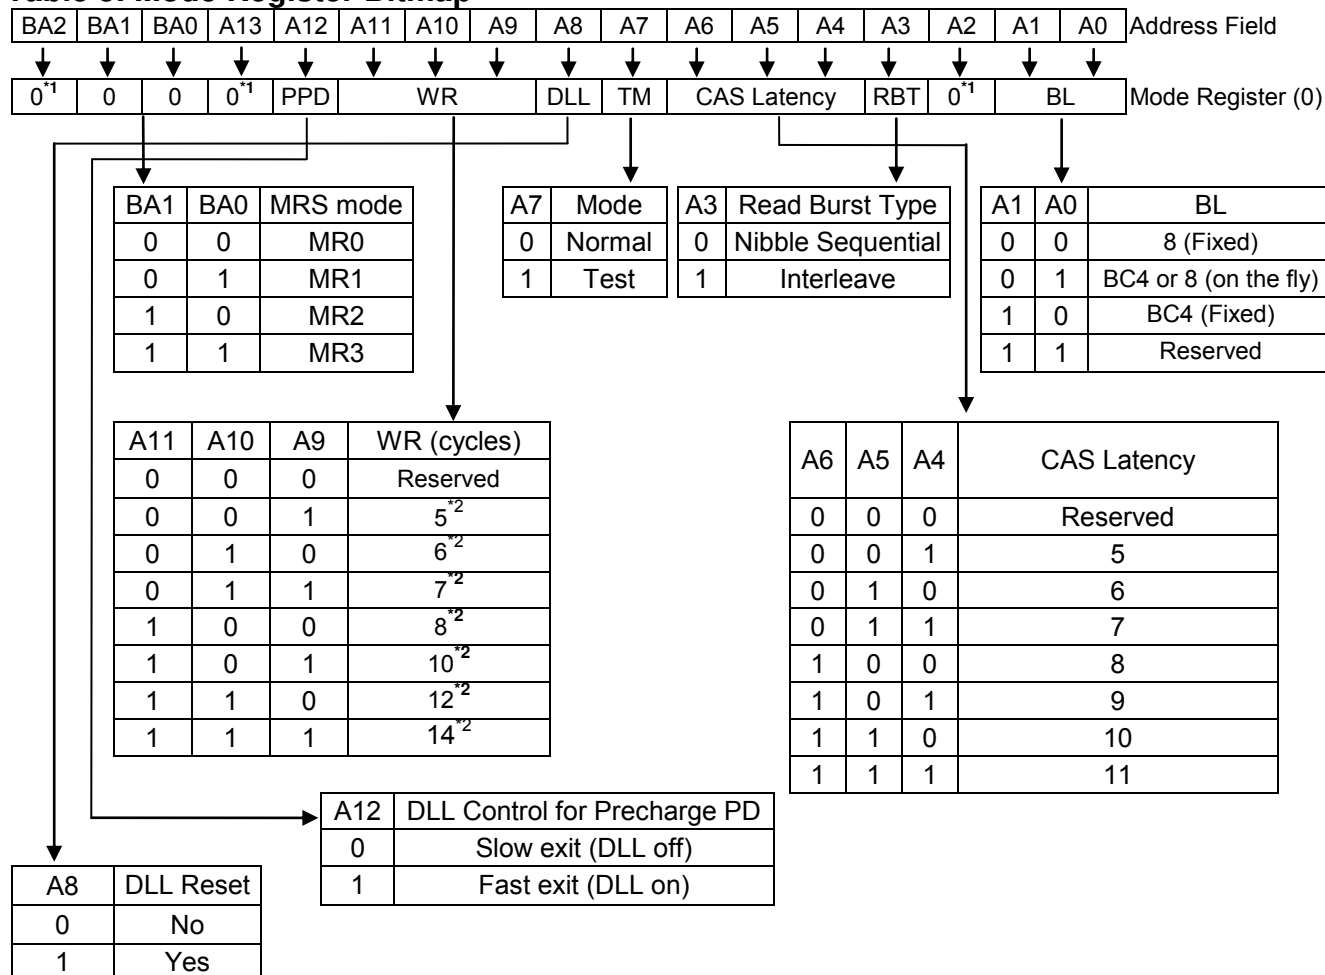 Table 5. Mode Register Bitmap
BA2 BA1 BA0 A13 A12 A11 A10 A9 A8 A7 A6 A5 A4 A3 A2 A1 A0 Address Field
0*1 0 0 0*1 PPD WR DLL TM CAS Latency RBT 0*1 BL Mode Register (0)
BA1 BA0 MRS mode
0 0 MR0
0 1 MR1
1 0 MR2
1 1 MR3
A7 Mode
0 Normal
1 Test
A3 Read Burst Type
0 Nibble Sequential
1 Interleave
A1 A0 BL
0 0 8 (Fixed)
0 1 BC4 or 8 (on the fly)
1 0 BC4 (Fixed)
1 1 Reserved
A11 A10 A9 WR (cycles)
0 0 0 Reserved
0 0 1 5*2
0 1 0 6*2
0 1 1 7*2
1 0 0 8*2
1 0 1 10*2
1 1 0 12*2
1 1 1 14*2
A6 A5 A4 CAS Latency
0 0 0 Reserved
0 0 1 5
0 1 0 6
0 1 1 7
1 0 0 8
1 0 1 9
1 1 0 10
1 1 1 11
A12 DLL Control for Precharge PD
0 Slow exit (DLL off)
1 Fast exit (DLL on)
A8 DLL Reset
0 No
1 Yes